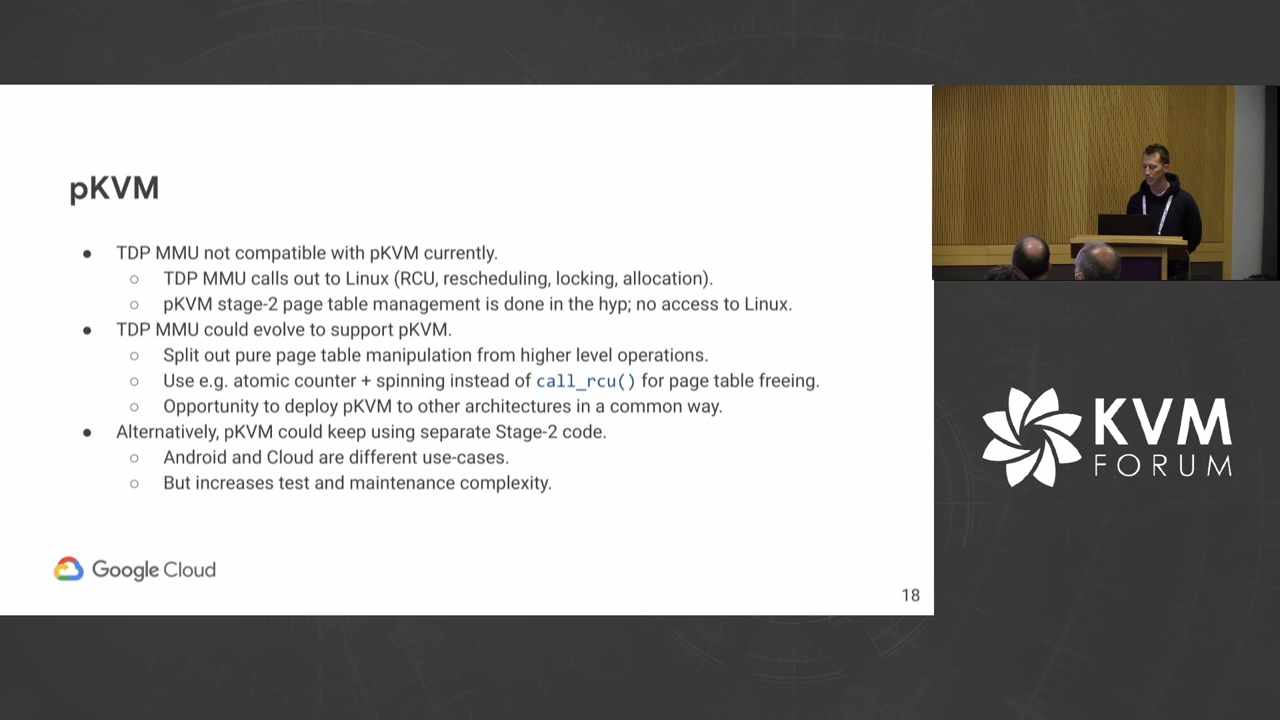 pKVM
● TDP MMU not compatible with pKVM currently.
○ TDP MMU calls out to Linux (RCU, rescheduling, locking, allocation).
○ pKVM stage-2 page table management is done in the hyp; no access to Linux.
● TDP MMU could evolve to support pKVM.
○ Split out pure page table manipulation from higher level operations.
○ Use e.g. atomic counter + spinning instead of call_rcu() for page table freeing.
○ Opportunity to deploy pKVM to other architectures in a common way.
● Alternatively, pKVM could keep using separate Stage-2 code.
○ Android and Cloud are different use-cases.
○ But increases test and maintenance complexity.
Google Cloud
18
KVM
FORUM